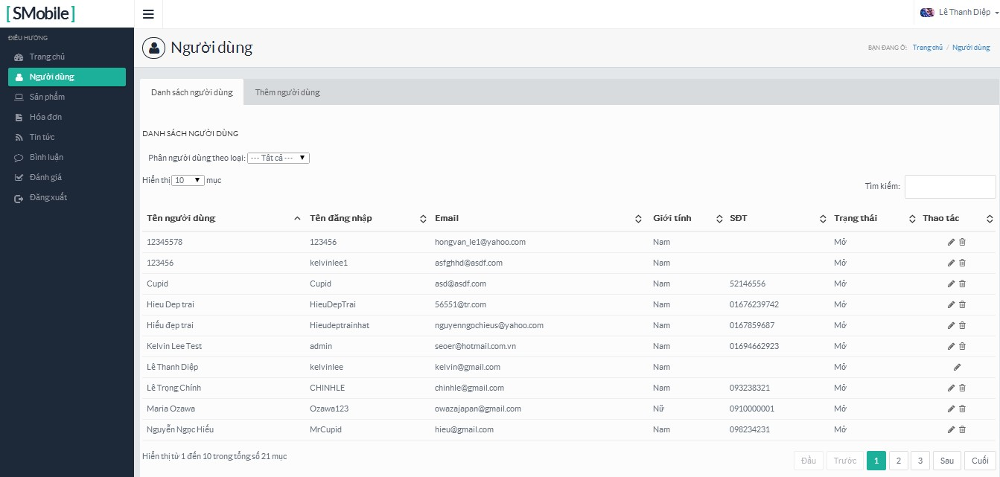 [SMobile]
Lê Thanh Diệp
ĐIỀU HƯỚNG
Trang chủ
Người dùng
Sản phẩm
Hóa đơn
Tin tức
Bình luận
Đánh giá
Đăng xuất
Người dùng
BẠN ĐANG Ở: Trang chủ / Người dùng
Danh sách người dùng Thêm người dùng
DANH SÁCH NGƯỜI DÙNG
Phân người dùng theo loại: --- Tất cả ---
Hiển thị 10 mục
Tìm kiếm:
Tên người dùng Tên đăng nhập Email Giới tính SĐT Trạng thái Thao tác
12345578 123456 hongvan_le1@yahoo.com Nam Mở
123456 kelvinlee1 asfghhd@asdf.com Nam Mở
Cupid Cupid asd@asdf.com Nam 52146556 Mở
Hieu Dep trai HieuDepTrai 56551@tr.com Nam 01676239742 Mở
Hiếu đẹp trai Hieudeptrainhat nguyenngochieus@yahoo.com Nam 0167859687 Mở
Kelvin Lee Test admin seoer@hotmail.com.vn Nam 01694662923 Mở
Lê Thanh Diệp kelvinlee kelvin@gmail.com Nam Mở
Lê Trọng Chính CHINHLE chinhle@gmail.com Nam 093238321 Mở
Maria Ozawa Ozawa123 owazajapan@gmail.com Nữ 0910000001 Mở
Nguyễn Ngọc Hiếu MrCupid hieu@gmail.com Nam 098234231 Mở
Hiển thị từ 1 đến 10 trong tổng số 21 mục
Đầu Trước 1 2 3 Sau Cuối